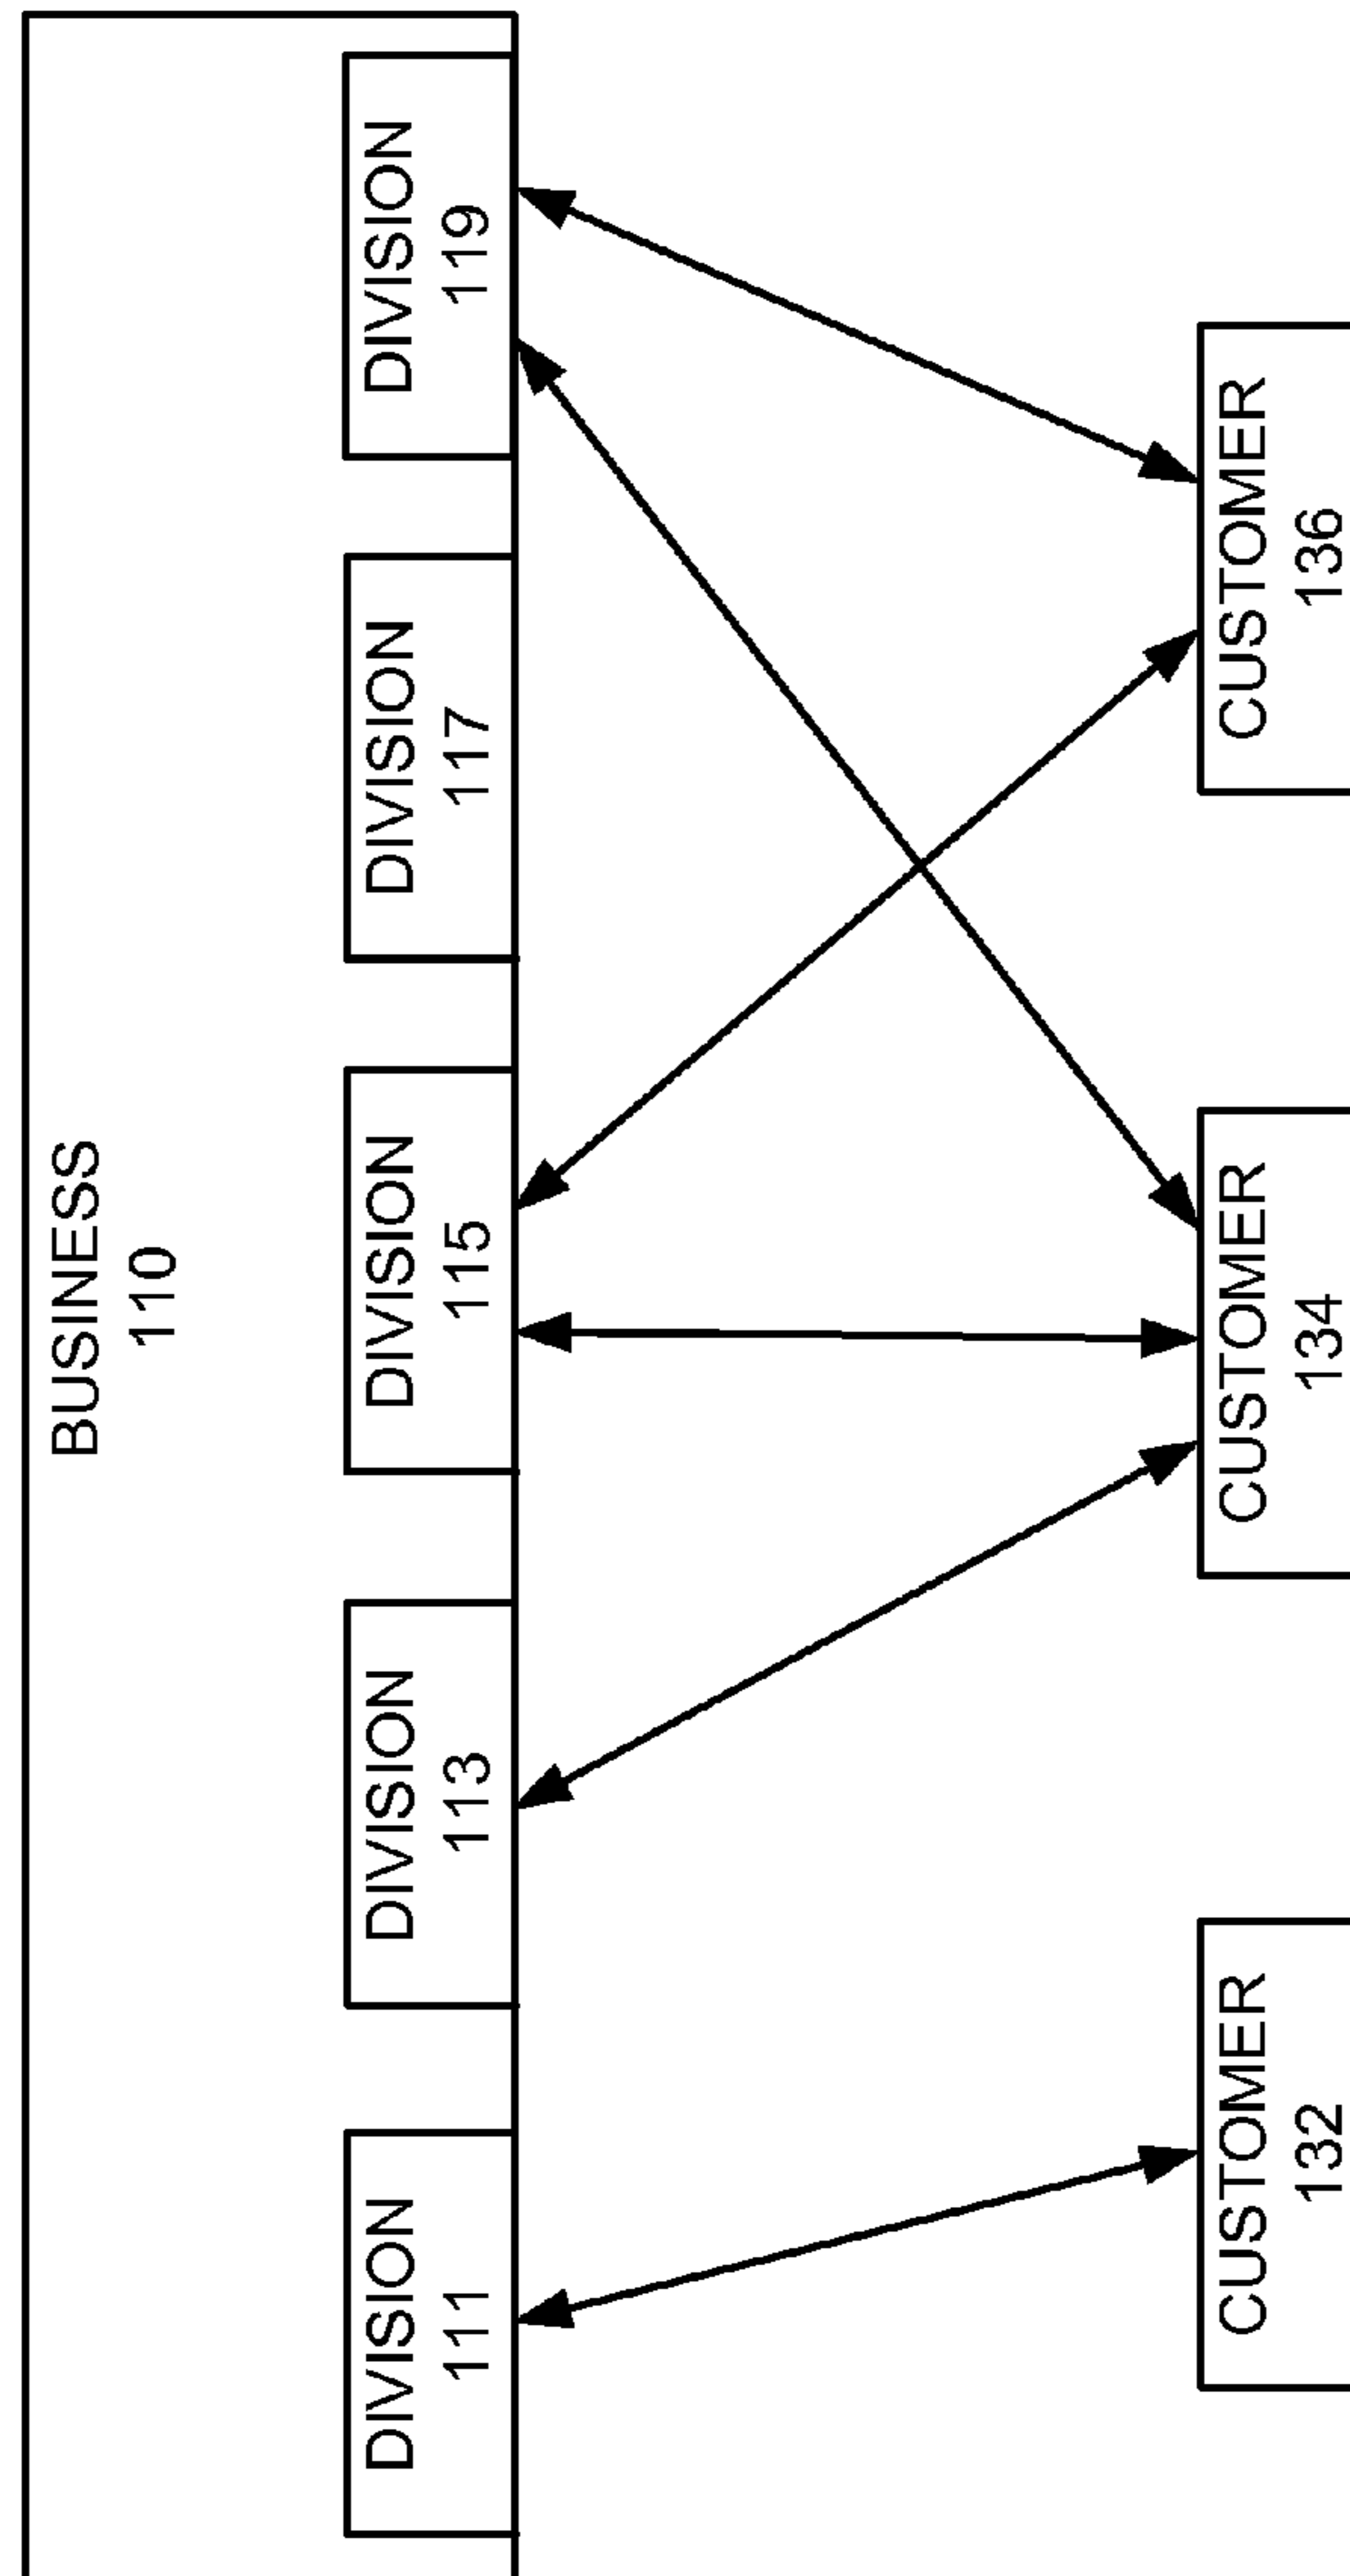 BUSINESS
110
DIVISION
111
DIVISION
113
DIVISION
115
DIVISION
117
DIVISION
119
CUSTOMER
132
CUSTOMER
134
CUSTOMER
136